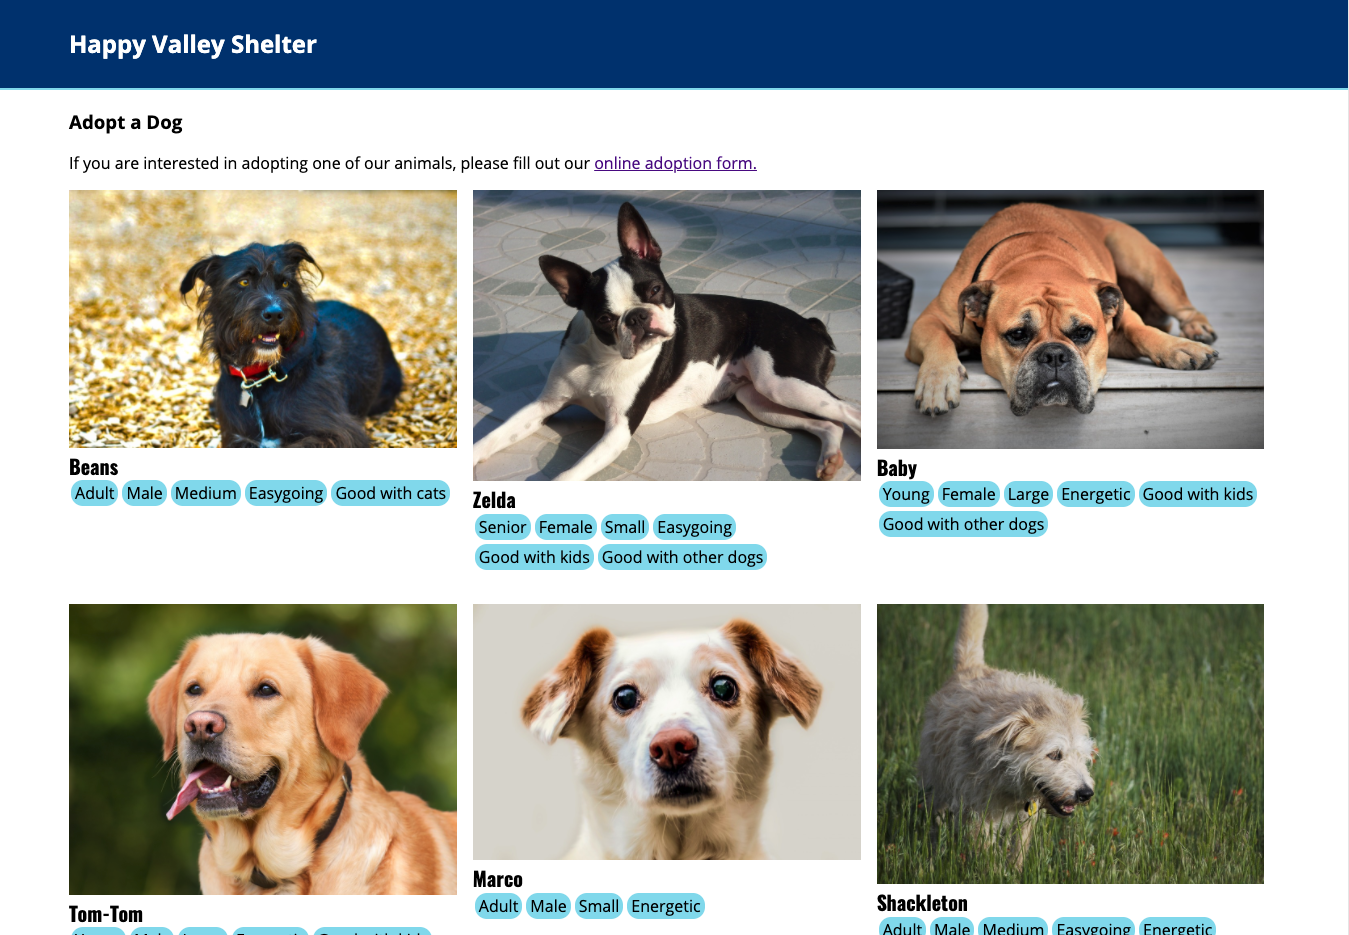 Happy Valley Shelter
Adopt a Dog
If you are interested in adopting one of our animals, please fill out our online adoption form.
Beans
Adult Male Medium Easygoing Good with cats
Zelda
Senior Female Small Easygoing
Good with kids Good with other dogs
Baby
Young Female Large Energetic Good with kids
Good with other dogs
Tom-Tom
Marco
Adult Male Small Energetic
Shackleton
Adult Male Medium Easygoing Energetic